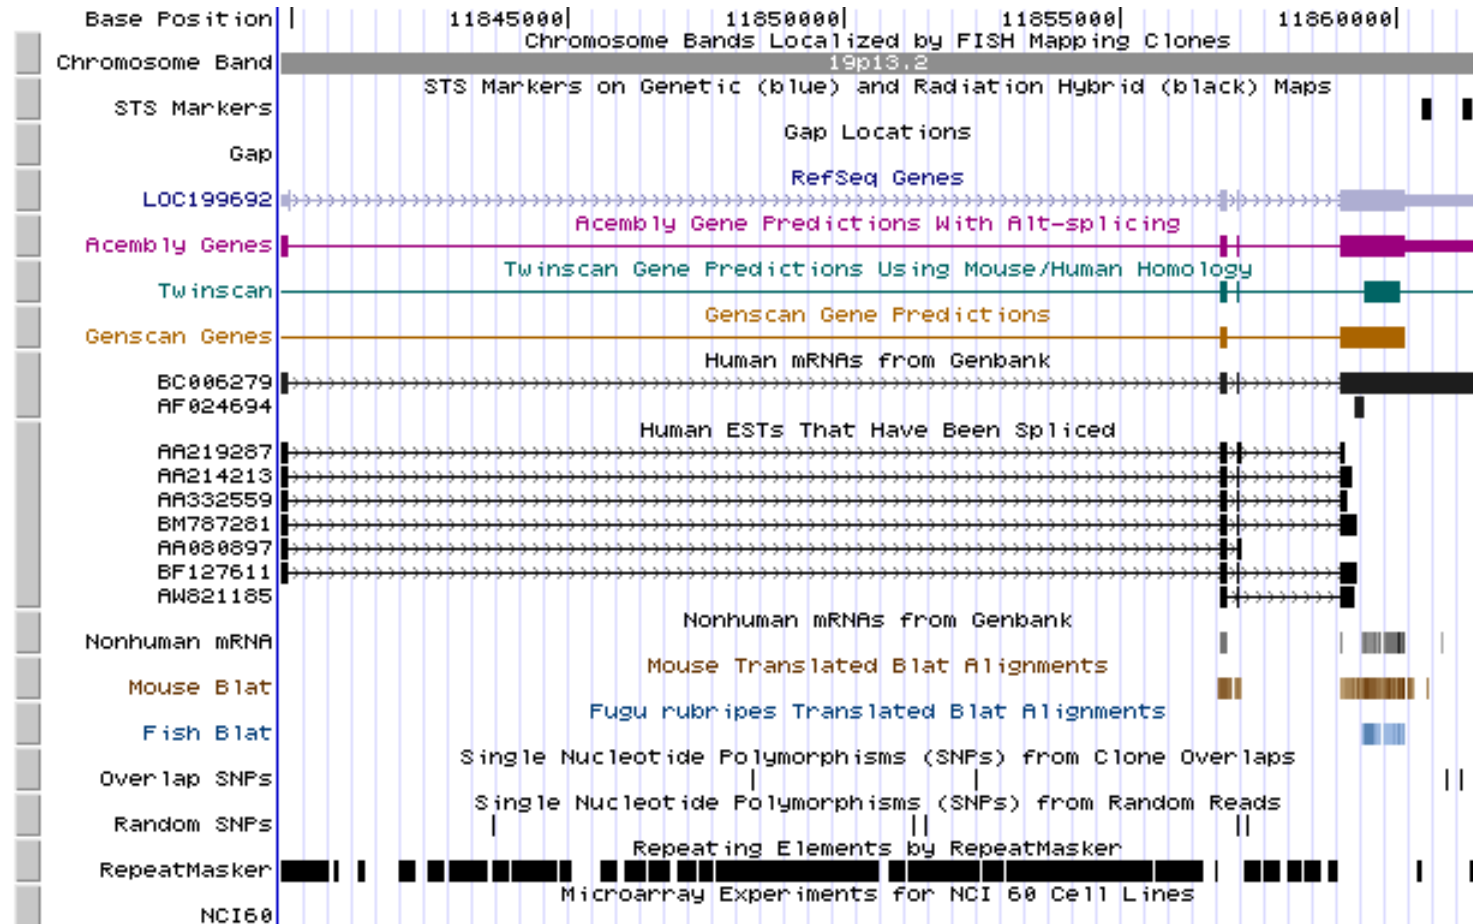 Base Position | 11845000| 11850000| 11855000| 11860000|
Chromosome Bands Localized by FISH Mapping Clones
Chromosome Band 19p13.2
STS Markers on Genetic (blue) and Radiation Hybrid (black) Maps
STS Markers
Gap Locations
Gap
RefSeq Genes
LOC199692
Acembly Gene Predictions With Alt-splicing
Acembly Genes
Twinscan Gene Predictions Using Mouse/Human Homology
Twinscan
Genscan Gene Predictions
Genscan Genes
Human mRNAs from Genbank
BC006279
AF024694
Human ESTs That Have Been Spliced
AA219287
AA214213
AA332559
BM787281
AA080897
BF127611
AW821185
Nonhuman mRNAs from Genbank
Nonhuman mRNA
Mouse Translated Blat Alignments
Mouse Blat
Fugu rubripes Translated Blat Alignments
Fish Blat
Single Nucleotide Polymorphisms (SNPs) from Clone Overlaps
Overlap SNPs
Single Nucleotide Polymorphisms (SNPs) from Random Reads
Random SNPs
Repeating Elements by RepeatMasker
RepeatMasker
Microarray Experiments for NCI 60 Cell Lines
NCI60